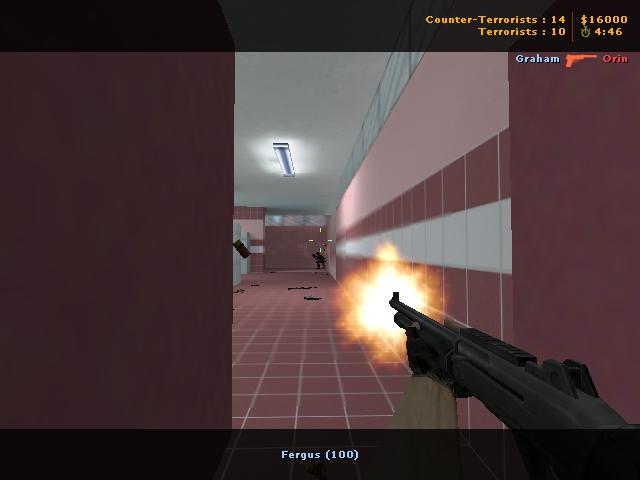 Counter-Terrorists : 14 $16000
Terrorists : 10 4:46
Graham Orin
Fergus (100)